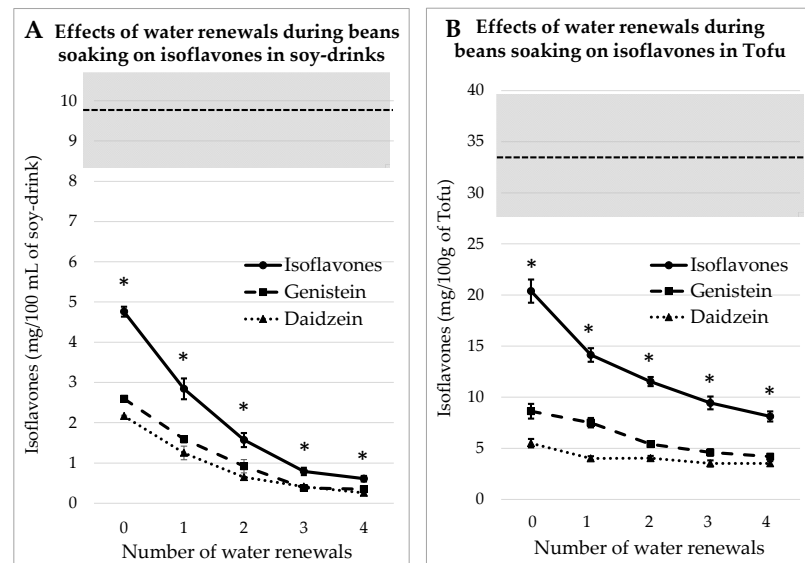 A Effects of water renewals during beans
soaking on isoflavones in soy-drinks
Isoflavones (mg/100 mL of soy-drink)
10
9
8
7
6
5
4
3
2
1
0
*
*
*
*
*
Isoflavones
Genistein
Daidzein
0 1 2 3 4
Number of water renewals
B Effects of water renewals during
beans soaking on isoflavones in Tofu
Isoflavones (mg/100g of Tofu)
40
35
30
25
20
15
10
5
0
*
*
*
*
*
Isoflavones
Genistein
Daidzein
0 1 2 3 4
Number of water renewals